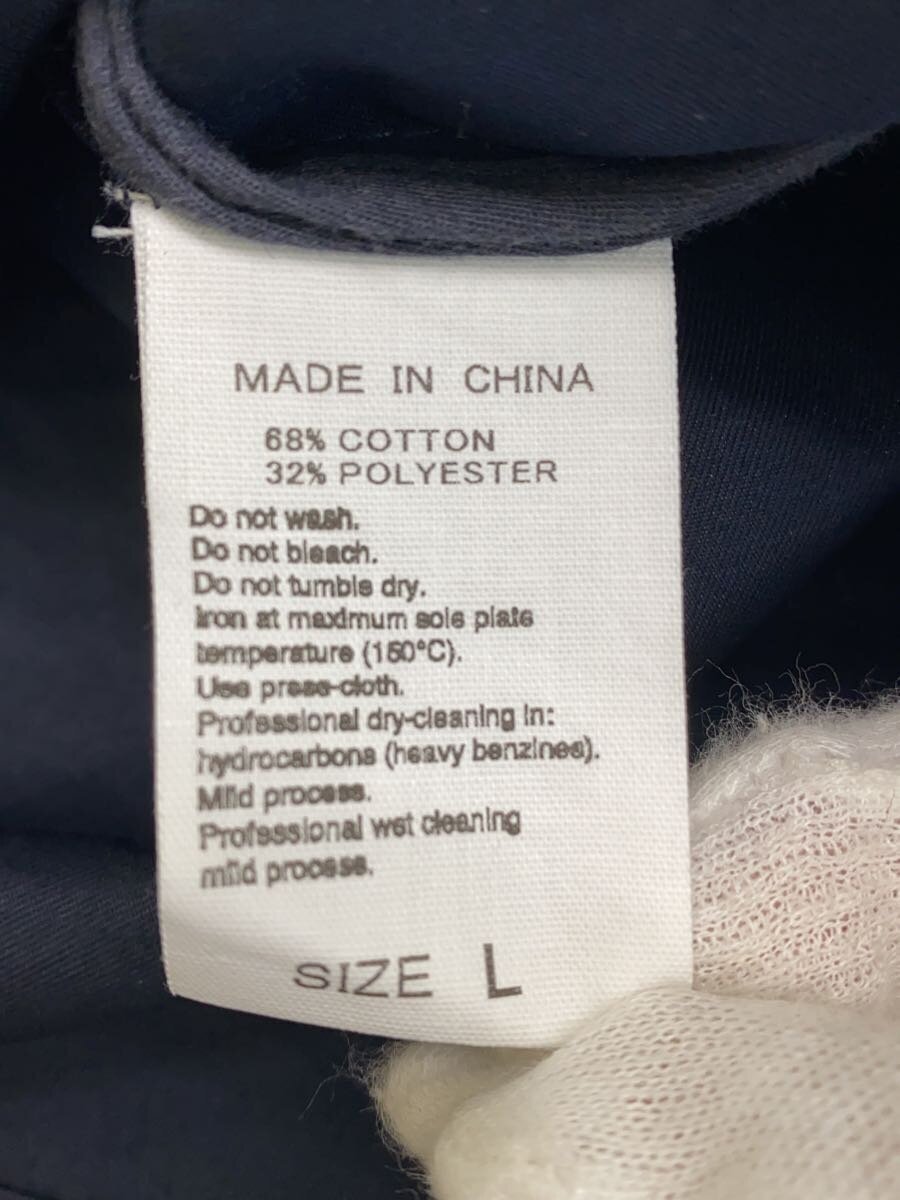 MADE IN CHINA
68% COTTON
32% POLYESTER
Do not wash.
Do not bleach.
Do not tumble dry.
Iron at maximum sole plate
temperature (150°C).
Use press-cloth.
Professional dry-cleaning in:
hydrocarbons (heavy benzines).
Mild process.
Professional wet cleaning
mild process.
SIZE L